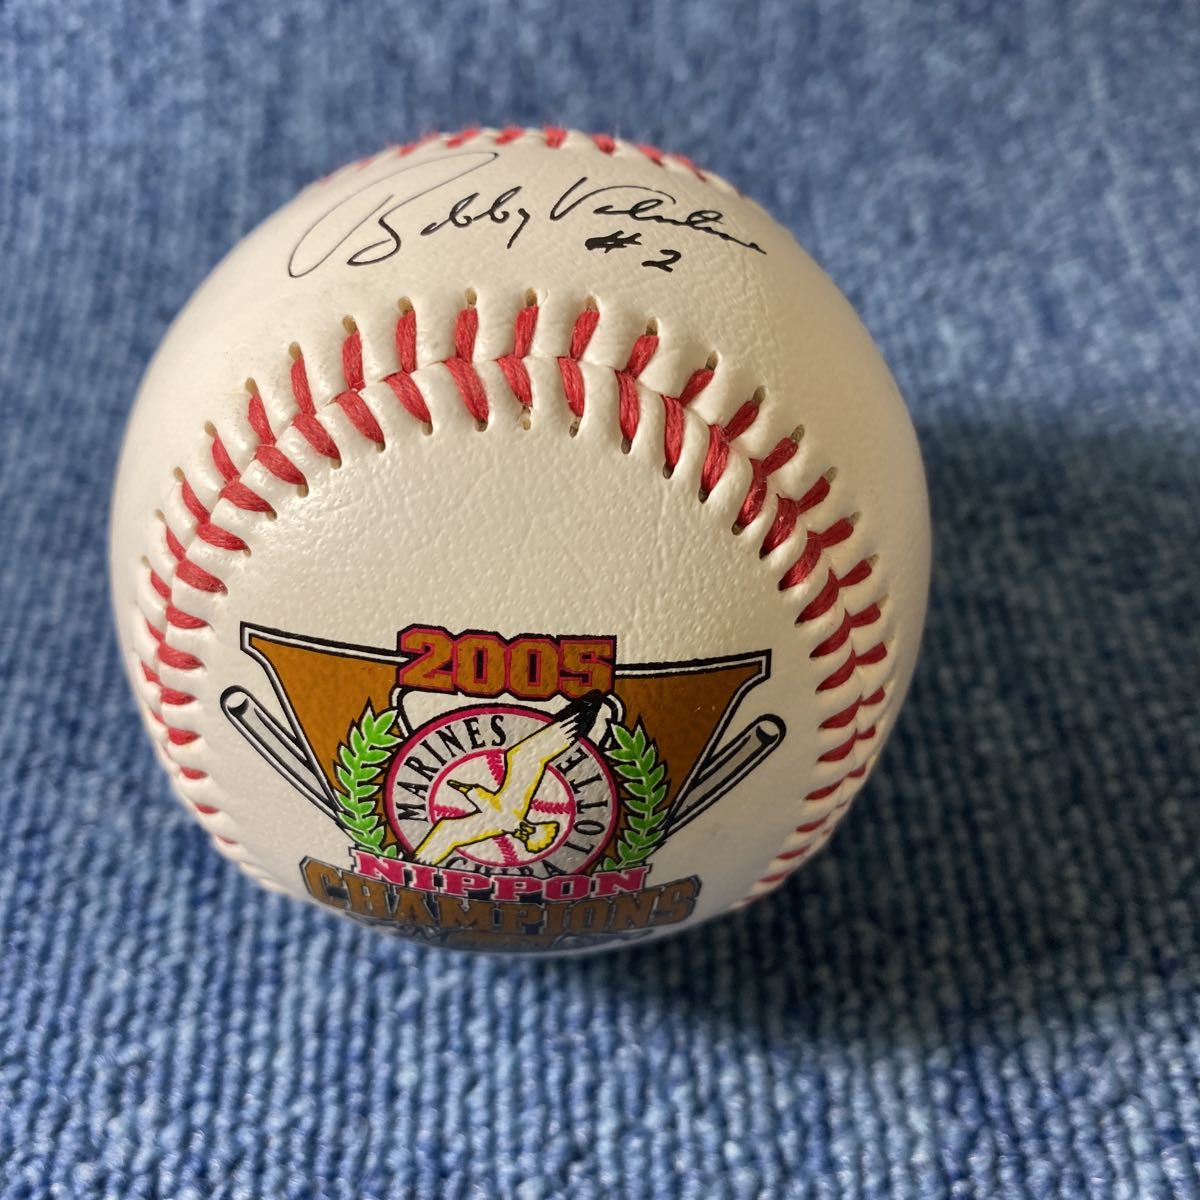 Bobby Valentine
#2
2005
MARINES
CHIBA LOTTE
NIPPON
CHAMPIONS